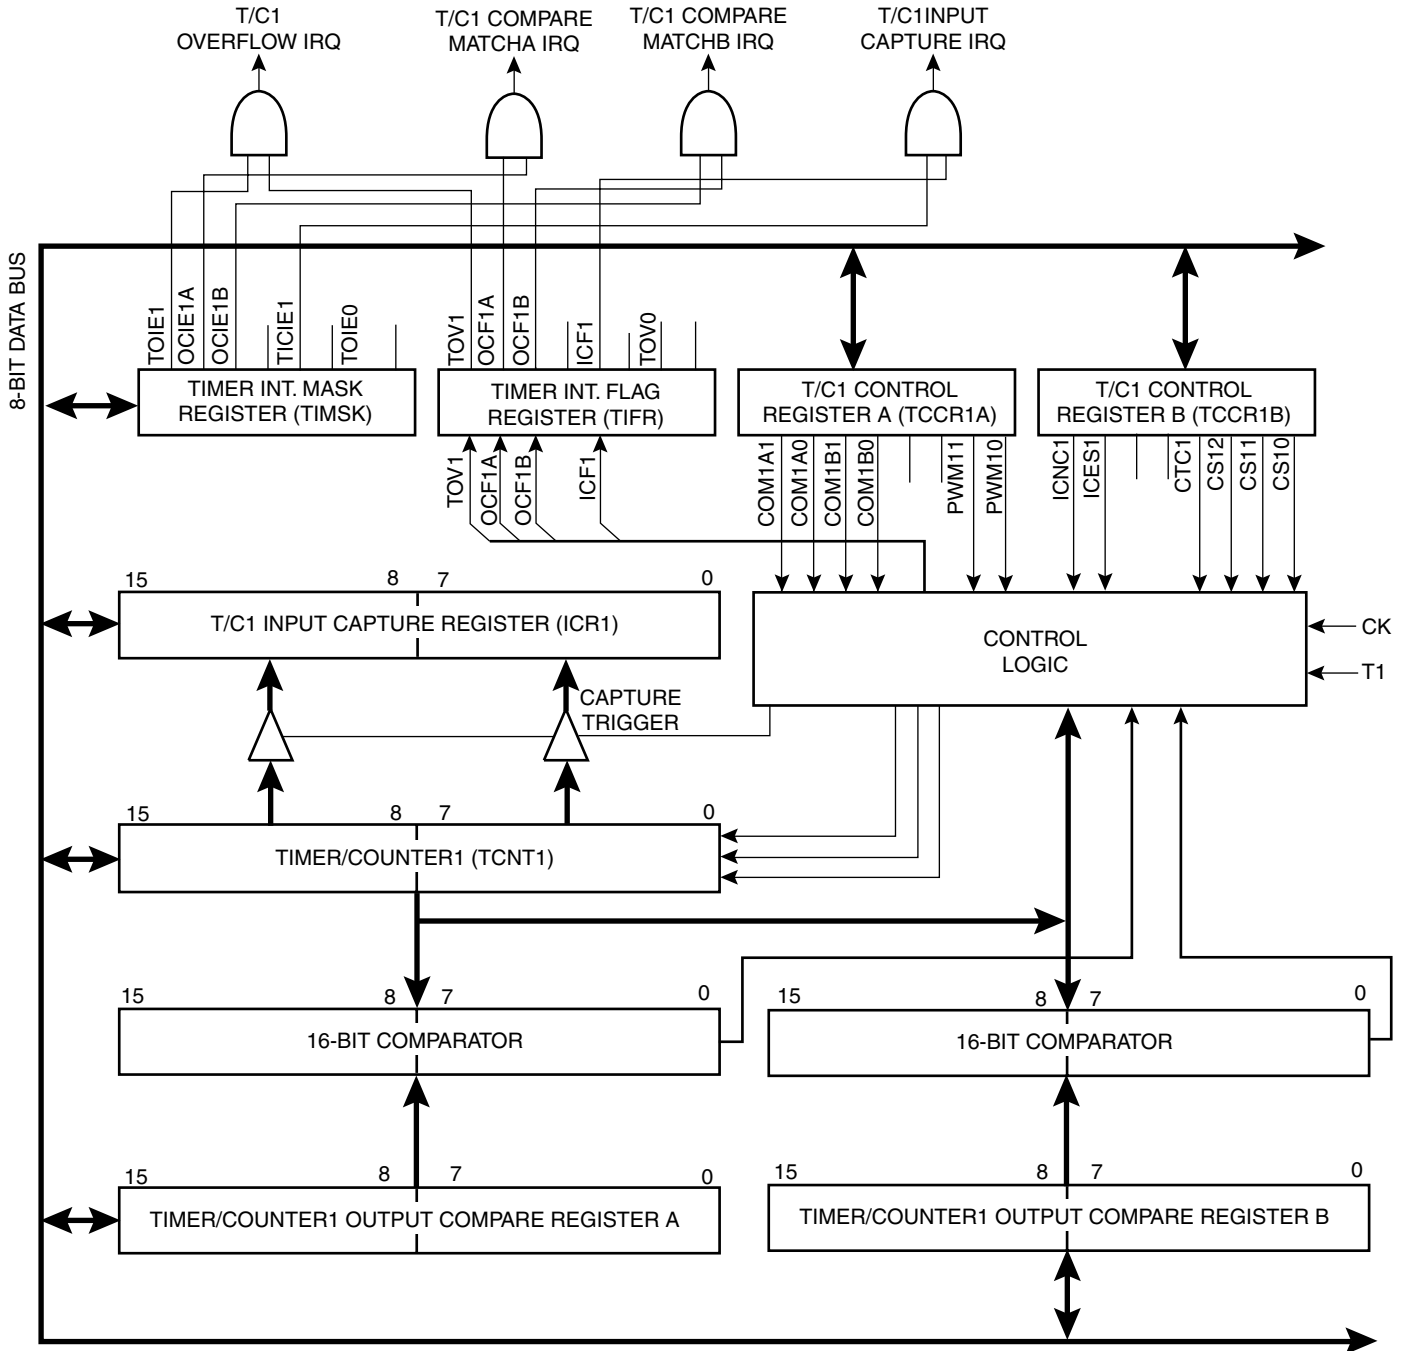 T/C1
OVERFLOW IRQ
T/C1 COMPARE
MATCHA IRQ
T/C1 COMPARE
MATCHB IRQ
T/C1INPUT
CAPTURE IRQ
8-BIT DATA BUS
TOIE1
OCIE1A
OCIE1B
TICIE1
TOIE0
TOV1
OCF1A
OCF1B
ICF1
TOV0
TIMER INT. MASK
REGISTER (TIMSK)
TIMER INT. FLAG
REGISTER (TIFR)
T/C1 CONTROL
REGISTER A (TCCR1A)
T/C1 CONTROL
REGISTER B (TCCR1B)
TOV1
OCF1A
OCF1B
ICF1
COM1A1
COM1A0
COM1B1
COM1B0
PWM11
PWM10
ICNC1
ICES1
CTC1
CS12
CS11
CS10
15 8 7 0
T/C1 INPUT CAPTURE REGISTER (ICR1)
CONTROL
LOGIC
CK
T1
CAPTURE
TRIGGER
15 8 7 0
TIMER/COUNTER1 (TCNT1)
15 8 7 0
16-BIT COMPARATOR
15 8 7 0
16-BIT COMPARATOR
15 8 7 0
TIMER/COUNTER1 OUTPUT COMPARE REGISTER A
15 8 7 0
TIMER/COUNTER1 OUTPUT COMPARE REGISTER B